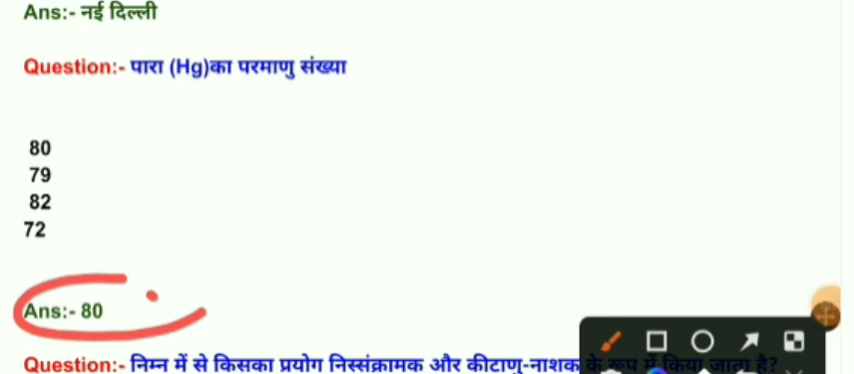 Ans:- नई दिल्ली
Question:- पारा (Hg)का परमाणु संख्या
80
79
82
72
Ans:- 80
Question:- निम्न में से किसका प्रयोग निस्संक्रामक और कीटाणु-नाशक के रूप में किया जाता है?